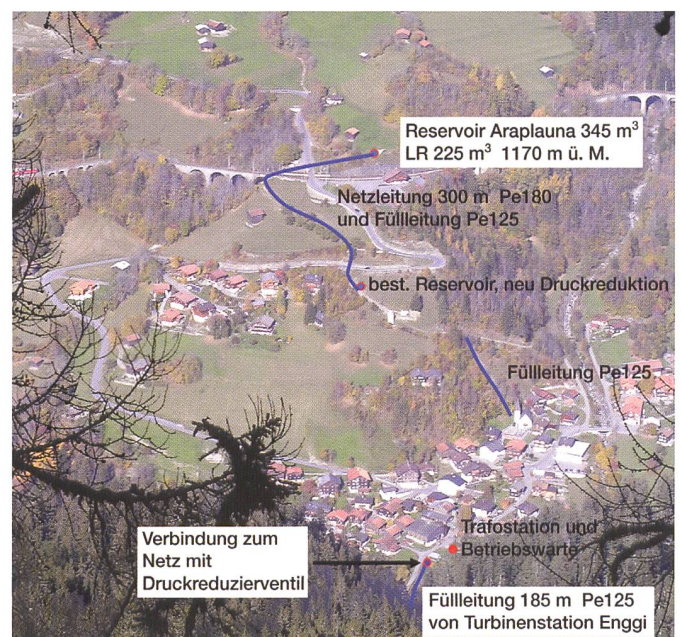 Reservoir Araplauna 345 m³
LR 225 m³  1170 m ü. M.
Netzleitung 300 m  Pe180
und Füllleitung Pe125
best. Reservoir, neu Druckreduktion
Füllleitung Pe125
Trafostation und
Betriebswarte
Verbindung zum
Netz mit
Druckreduzierventil
Füllleitung 185 m  Pe125
von Turbinenstation Enggi